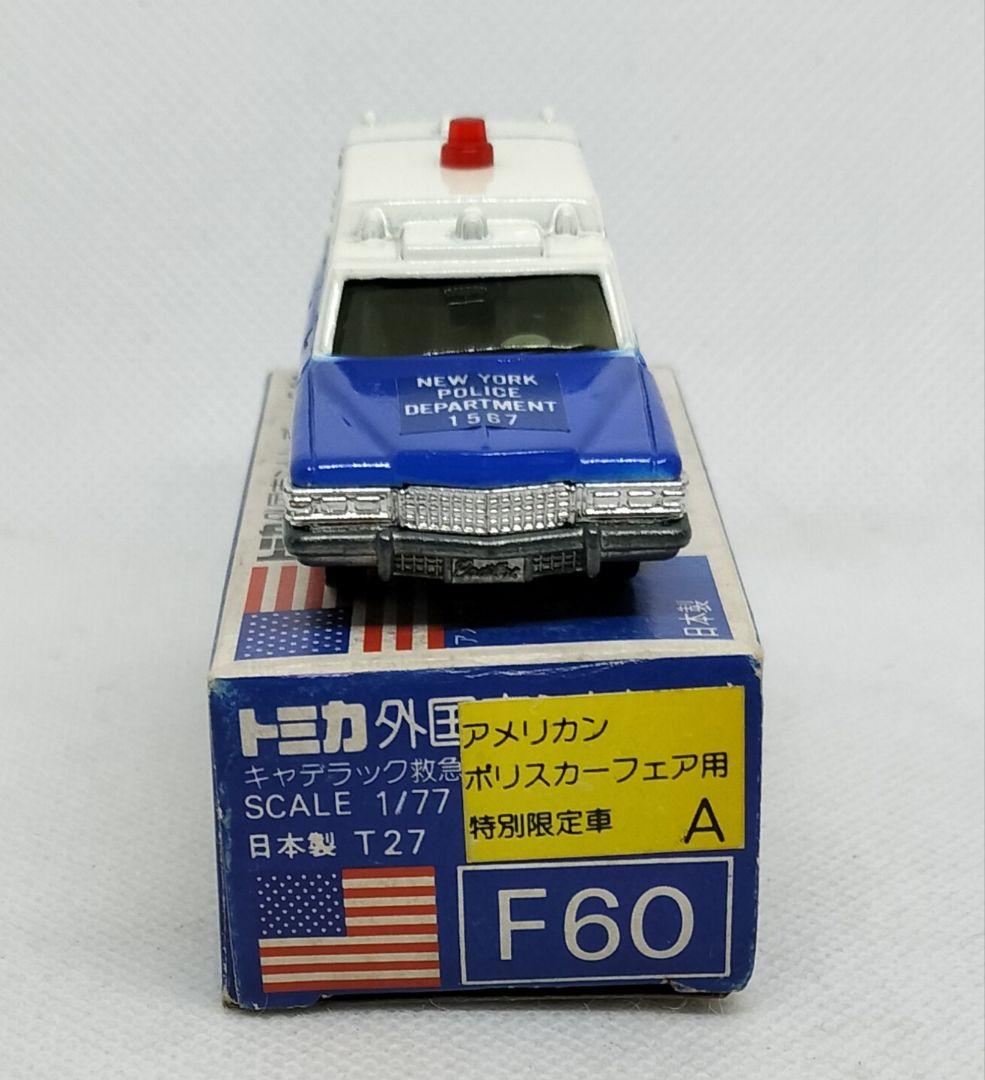 NEW YORK
POLICE
DEPARTMENT
1567
日本製
トミカ外国
キャデラック救急
SCALE 1/77
日本製 T27
アメリカン
ポリスカーフェア用
特別限定車 A
F60